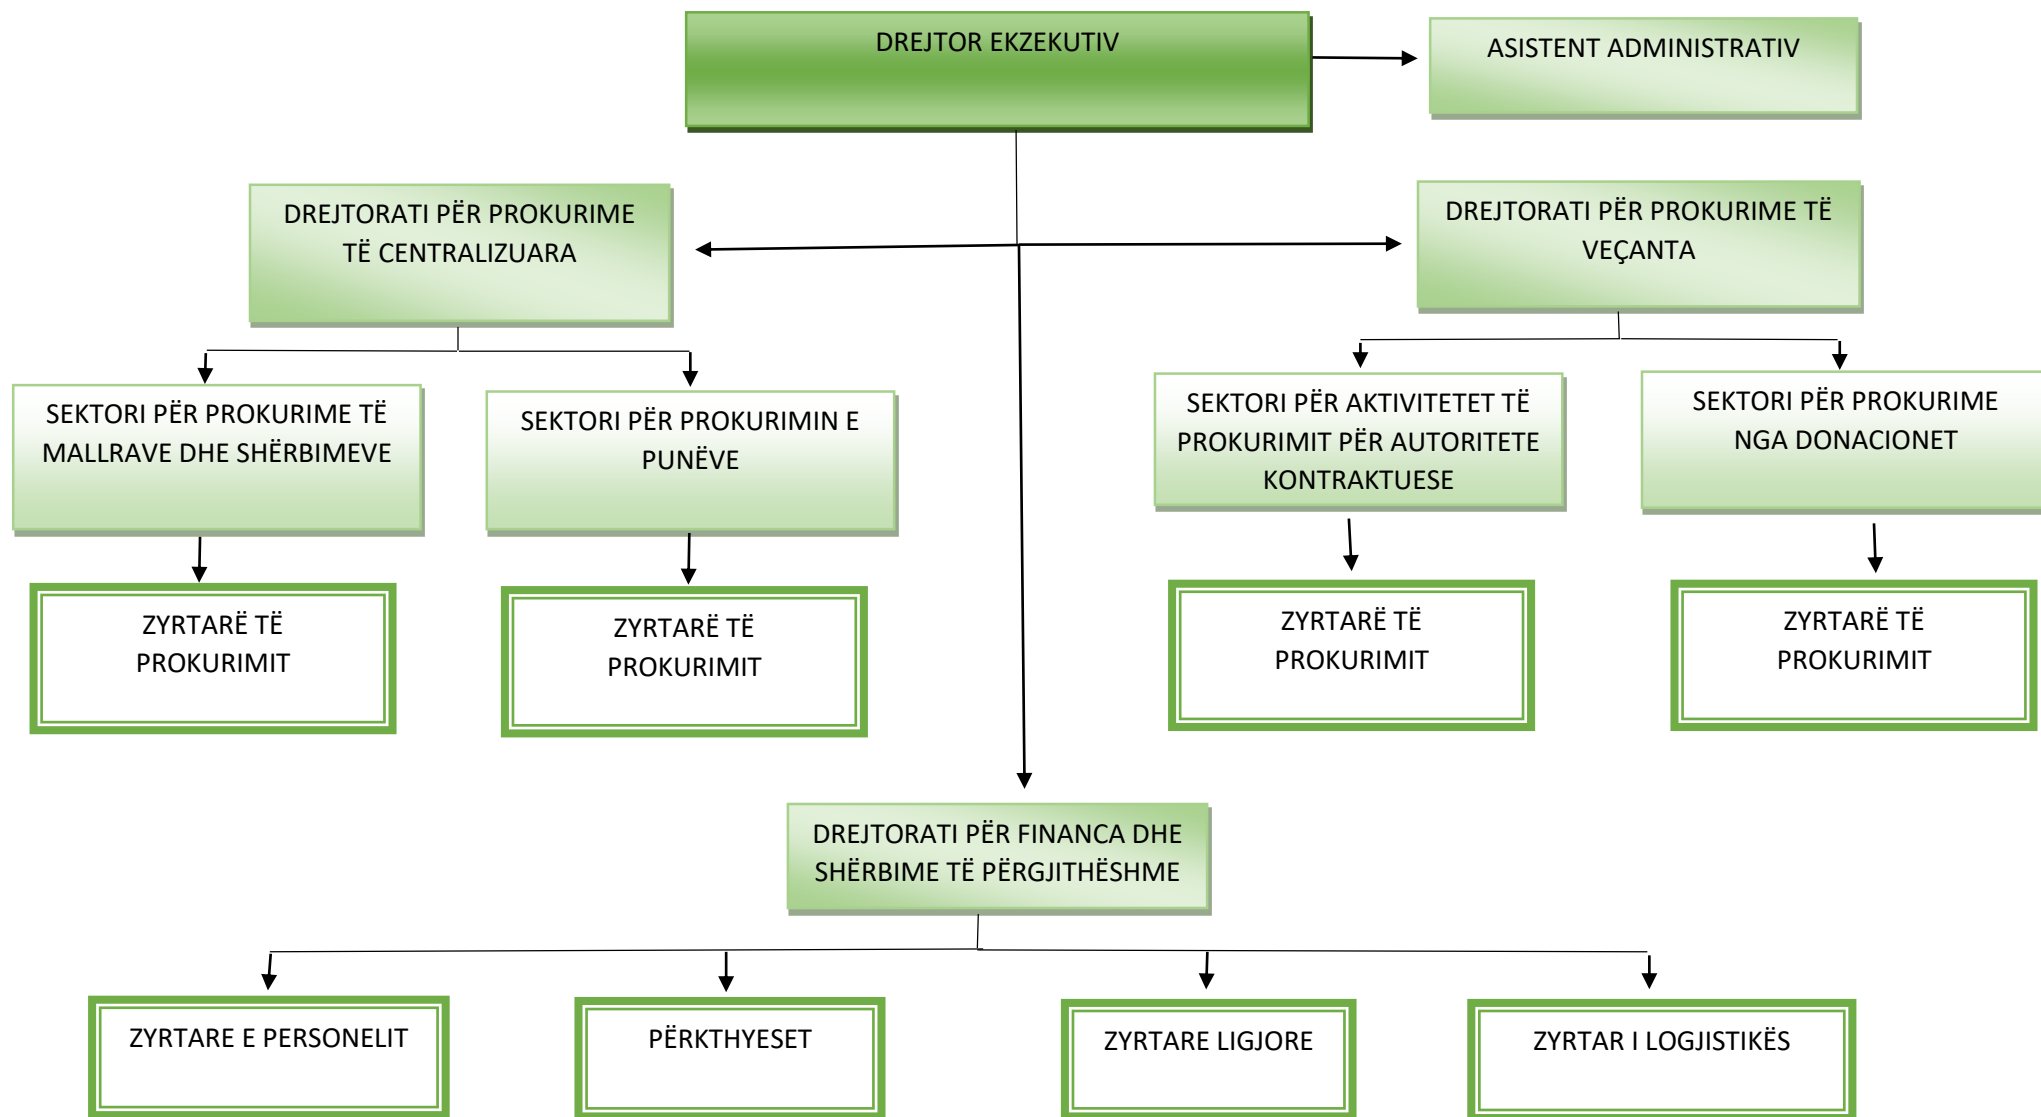 DREJTOR EKZEKUTIV
ASISTENT ADMINISTRATIV
DREJTORATI PËR PROKURIME
TË CENTRALIZUARA
DREJTORATI PËR PROKURIME TË
VEÇANTA
SEKTORI PËR PROKURIME TË
MALLRAVE DHE SHËRBIMEVE
SEKTORI PËR PROKURIMIN E
PUNËVE
SEKTORI PËR AKTIVITETET TË
PROKURIMIT PËR AUTORITETE
KONTRAKTUESE
SEKTORI PËR PROKURIME
NGA DONACIONET
ZYRTARË TË
PROKURIMIT
ZYRTARË TË
PROKURIMIT
ZYRTARË TË
PROKURIMIT
ZYRTARË TË
PROKURIMIT
DREJTORATI PËR FINANCA DHE
SHËRBIME TË PËRGJITHËSHME
ZYRTARE E PERSONELIT
PËRKTHYESET
ZYRTARE LIGJORE
ZYRTAR I LOGJISTIKËS